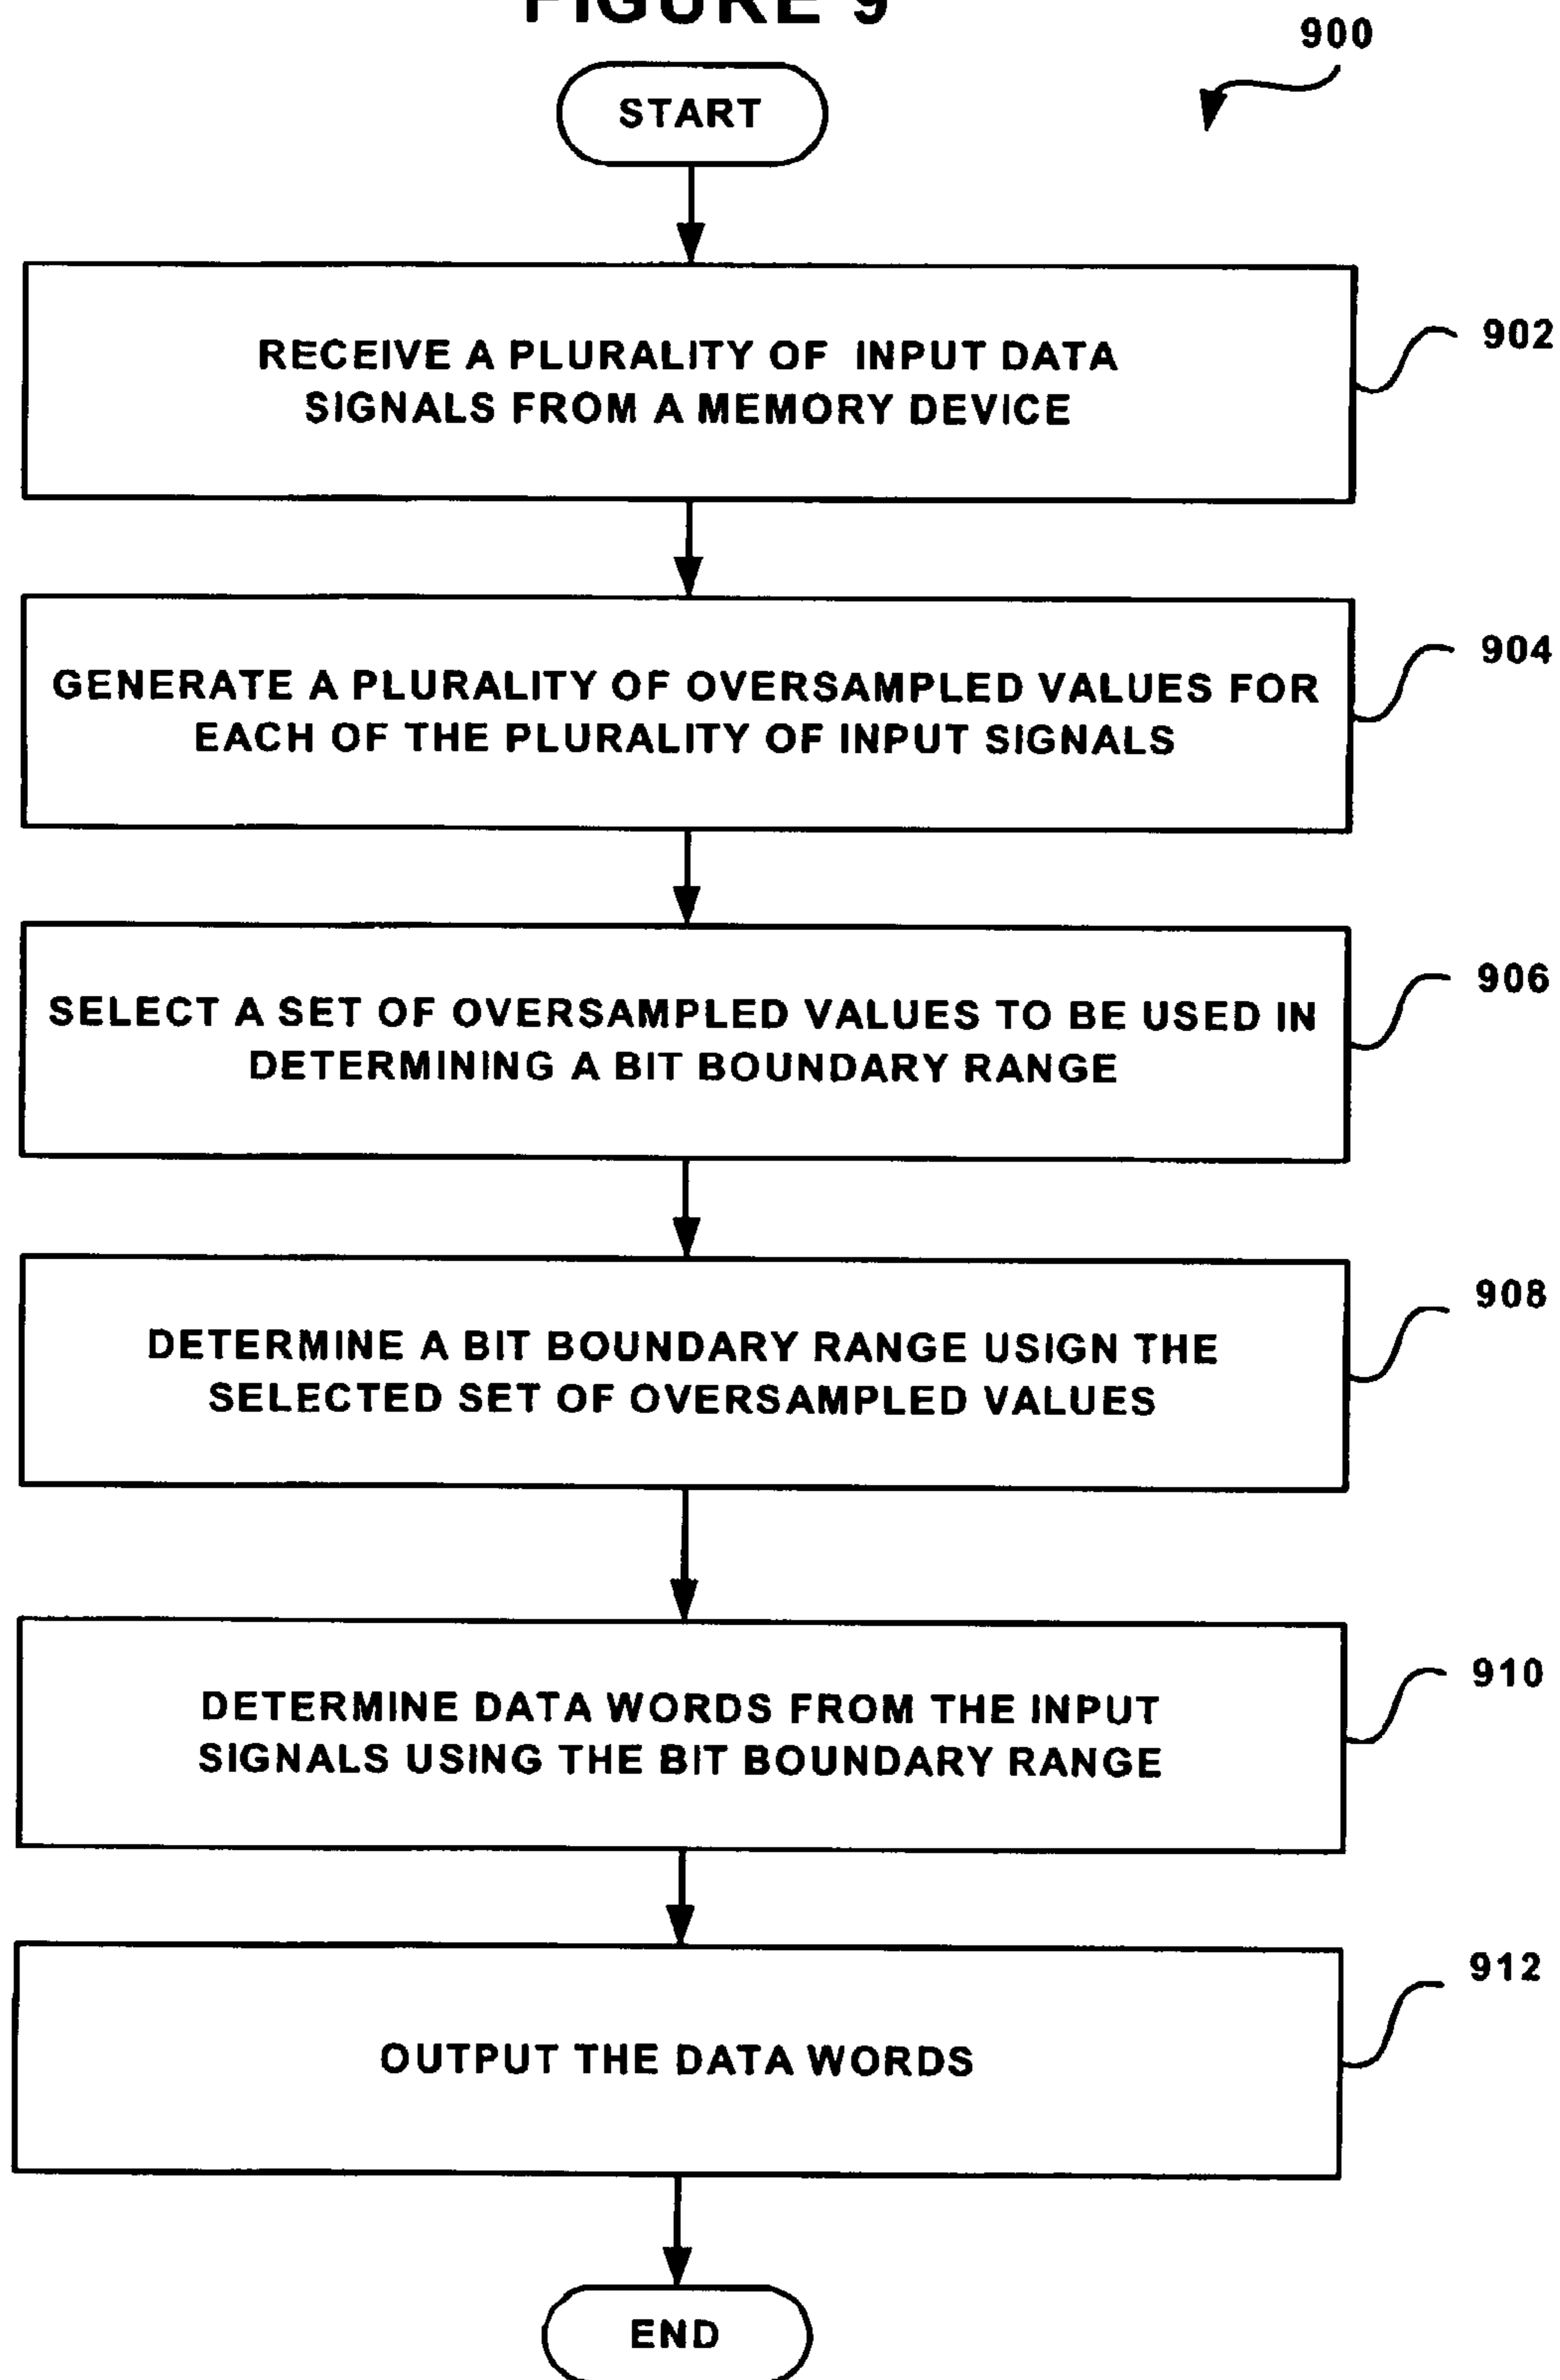 FIGURE 9
900
START
RECEIVE A PLURALITY OF INPUT DATA
SIGNALS FROM A MEMORY DEVICE
902
GENERATE A PLURALITY OF OVERSAMPLED VALUES FOR
EACH OF THE PLURALITY OF INPUT SIGNALS
904
SELECT A SET OF OVERSAMPLED VALUES TO BE USED IN
DETERMINING A BIT BOUNDARY RANGE
906
DETERMINE A BIT BOUNDARY RANGE USIGN THE
SELECTED SET OF OVERSAMPLED VALUES
908
DETERMINE DATA WORDS FROM THE INPUT
SIGNALS USING THE BIT BOUNDARY RANGE
910
OUTPUT THE DATA WORDS
912
END